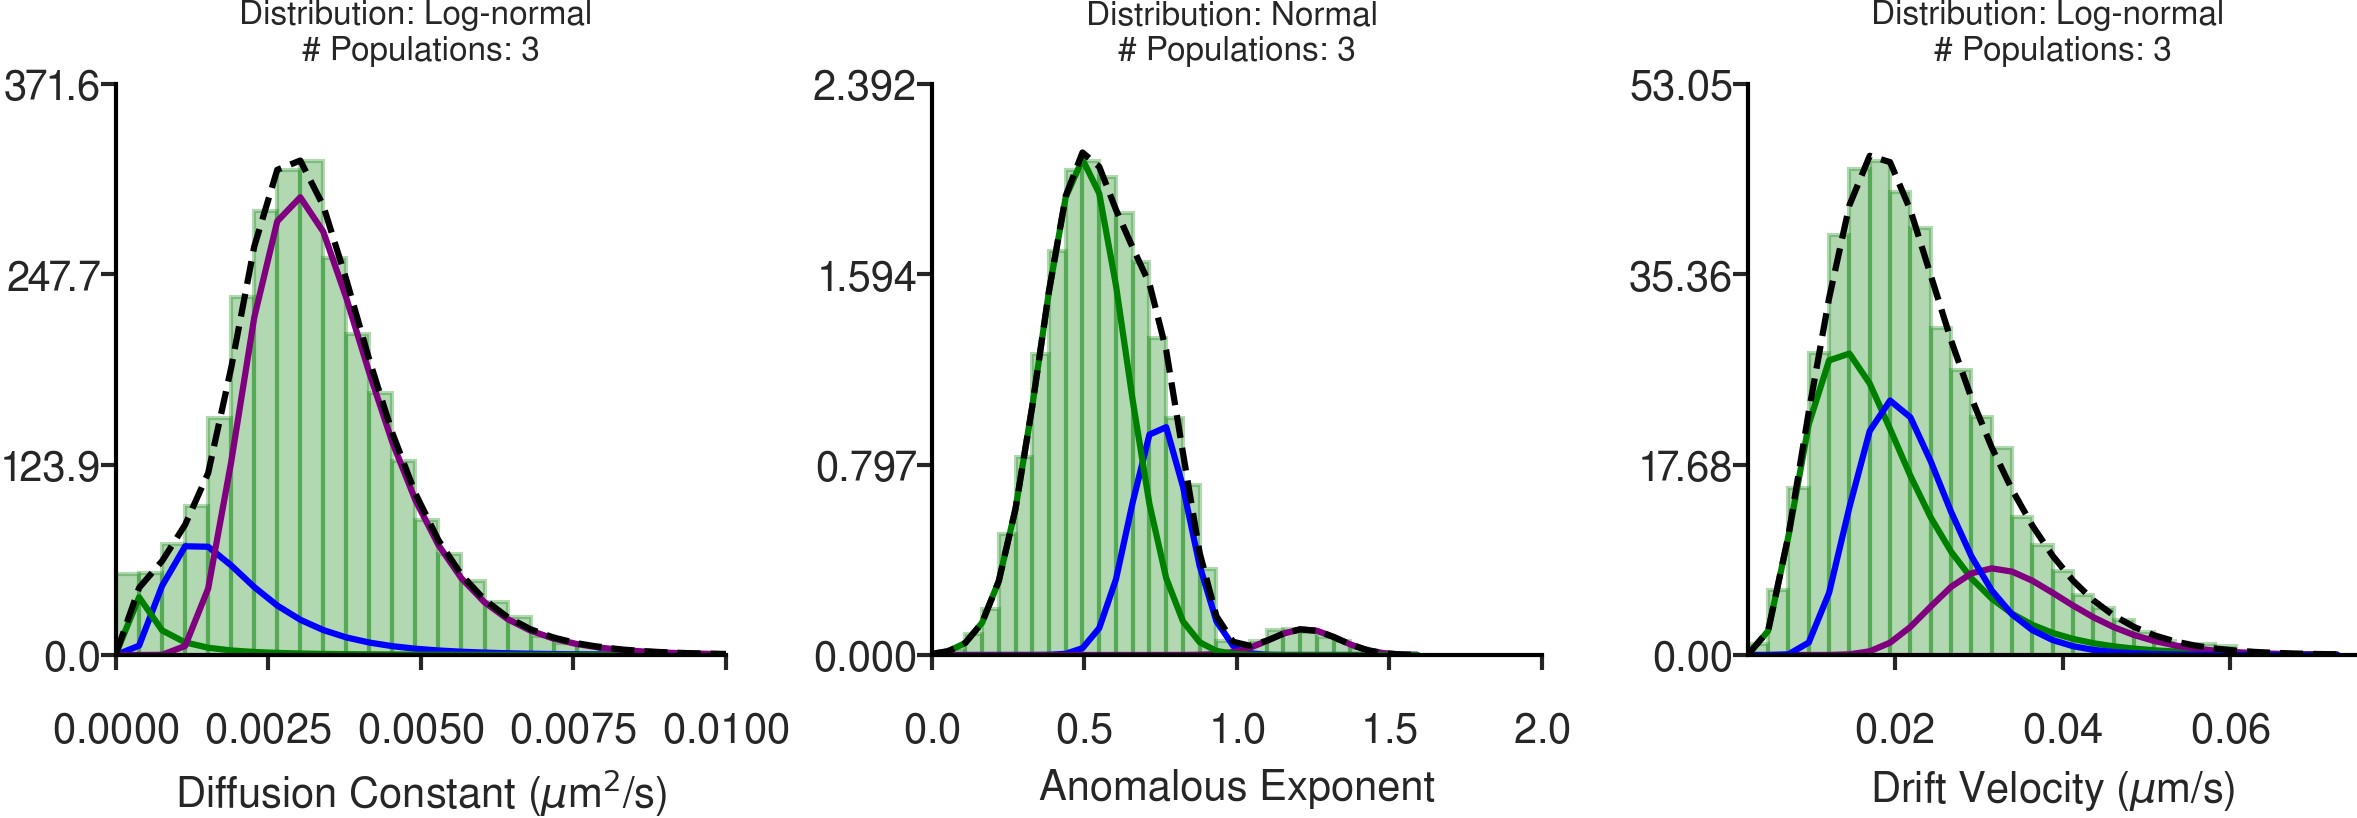 Distribution: Log-normal
# Populations: 3
371.6
247.7
123.9
0.0
0.0000 0.0025 0.0050 0.0075 0.0100
Diffusion Constant (μm²/s)
Distribution: Normal
# Populations: 3
2.392
1.594
0.797
0.000
0.0 0.5 1.0 1.5 2.0
Anomalous Exponent
Distribution: Log-normal
# Populations: 3
53.05
35.36
17.68
0.00
0.02 0.04 0.06
Drift Velocity (μm/s)